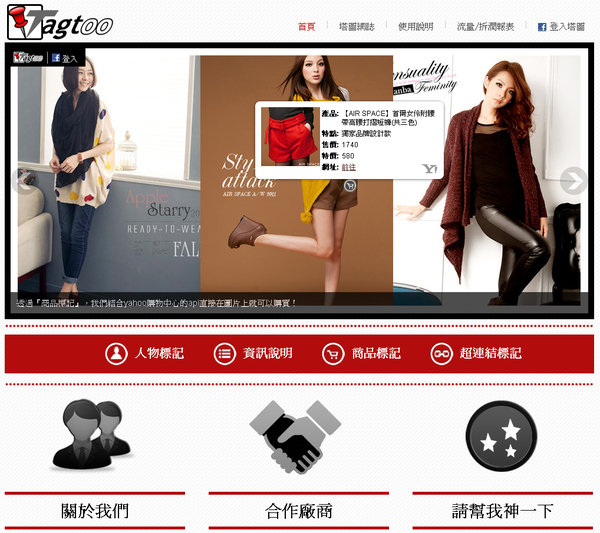 Tagtoo
首頁
塔圖網誌
使用說明
流量/拆潤報表
登入塔圖
Tagtoo
登入
產品: 【AIR SPACE】首爾女伶附腰
帶高腰打摺短褲(共三色)
特點: 獨家品牌設計款
售價: 1740
特價: 580
網址: 前往
Y!
Apple
Starry
READY-TO-WEA
FAL
Sty
attack
AIR SPACE A/W 2011
ensuality
anba Feminity
透過『商品標記』，我們結合yahoo購物中心的api直接在圖片上就可以購買！
人物標記
資訊說明
商品標記
超連結標記
關於我們
合作廠商
請幫我神一下